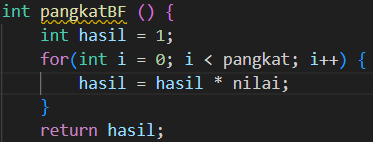 int pangkatBF () {
    int hasil = 1;
    for(int i = 0; i < pangkat; i++) {
        hasil = hasil * nilai;
    }
    return hasil;